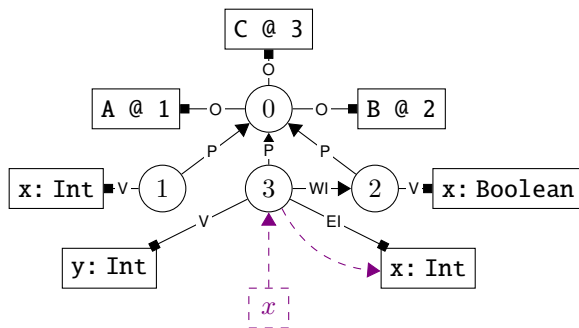 C @ 3
O
A @ 1 O 0 O B @ 2
P P P
x: Int V 1 3 WI 2 V x: Boolean
V EI
y: Int x: Int
x